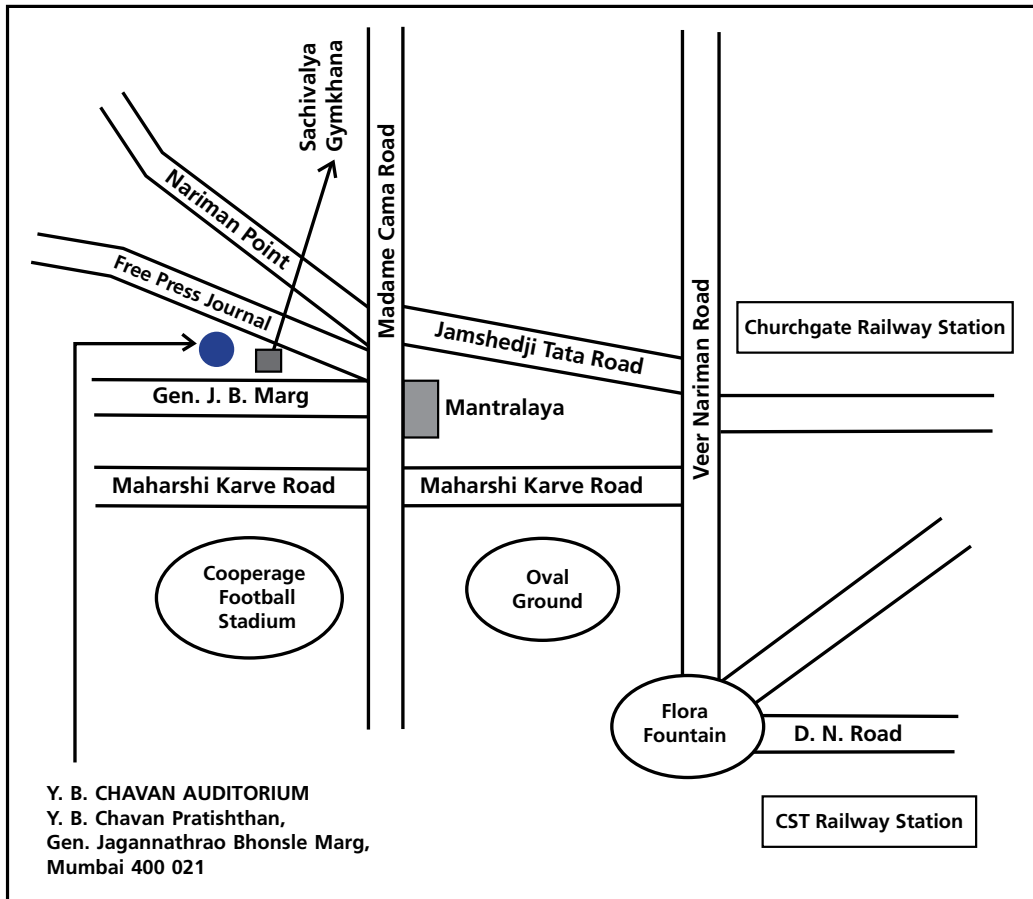 Sachivalya
Gymkhana
Madame Cama Road
Nariman Point
Free Press Journal
Jamshedji Tata Road
Veer Nariman Road
Churchgate Railway Station
Gen. J. B. Marg
Mantralaya
Maharshi Karve Road
Maharshi Karve Road
Cooperage
Football
Stadium
Oval
Ground
Flora
Fountain
D. N. Road
CST Railway Station
Y. B. CHAVAN AUDITORIUM
Y. B. Chavan Pratishthan,
Gen. Jagannathrao Bhonsle Marg,
Mumbai 400 021